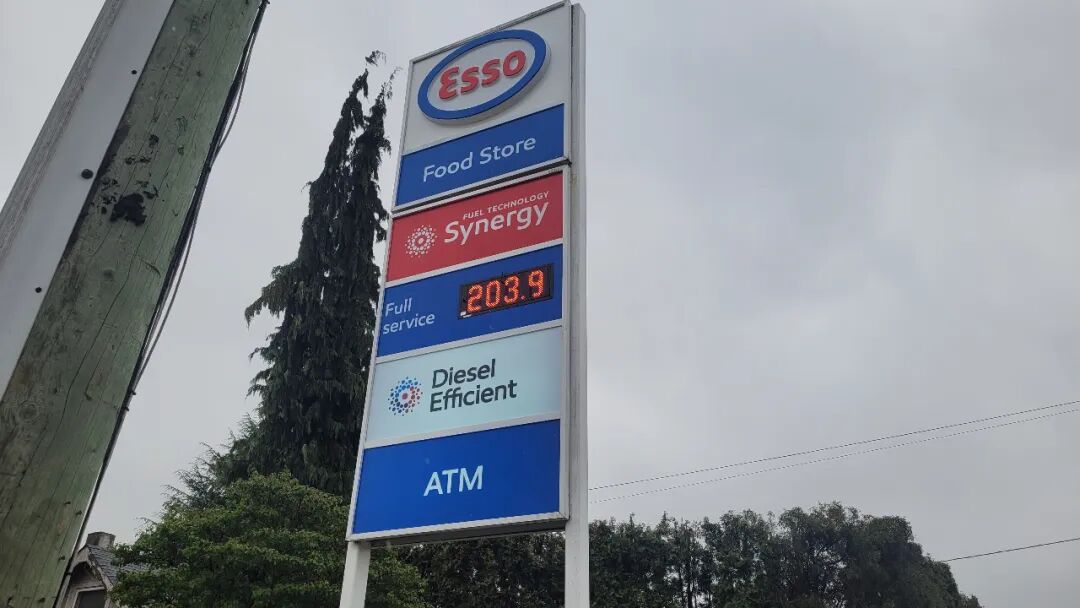 Esso
Food Store
FUEL TECHNOLOGY
Synergy
Full
service
203.9
Diesel
Efficient
ATM